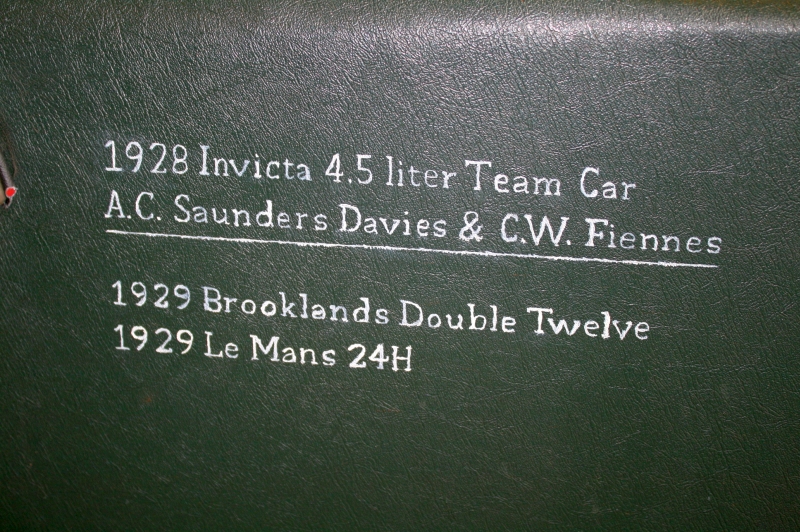 1928 Invicta 4.5 liter Team Car
A.C. Saunders Davies & C.W. Fiennes
1929 Brooklands Double Twelve
1929 Le Mans 24H